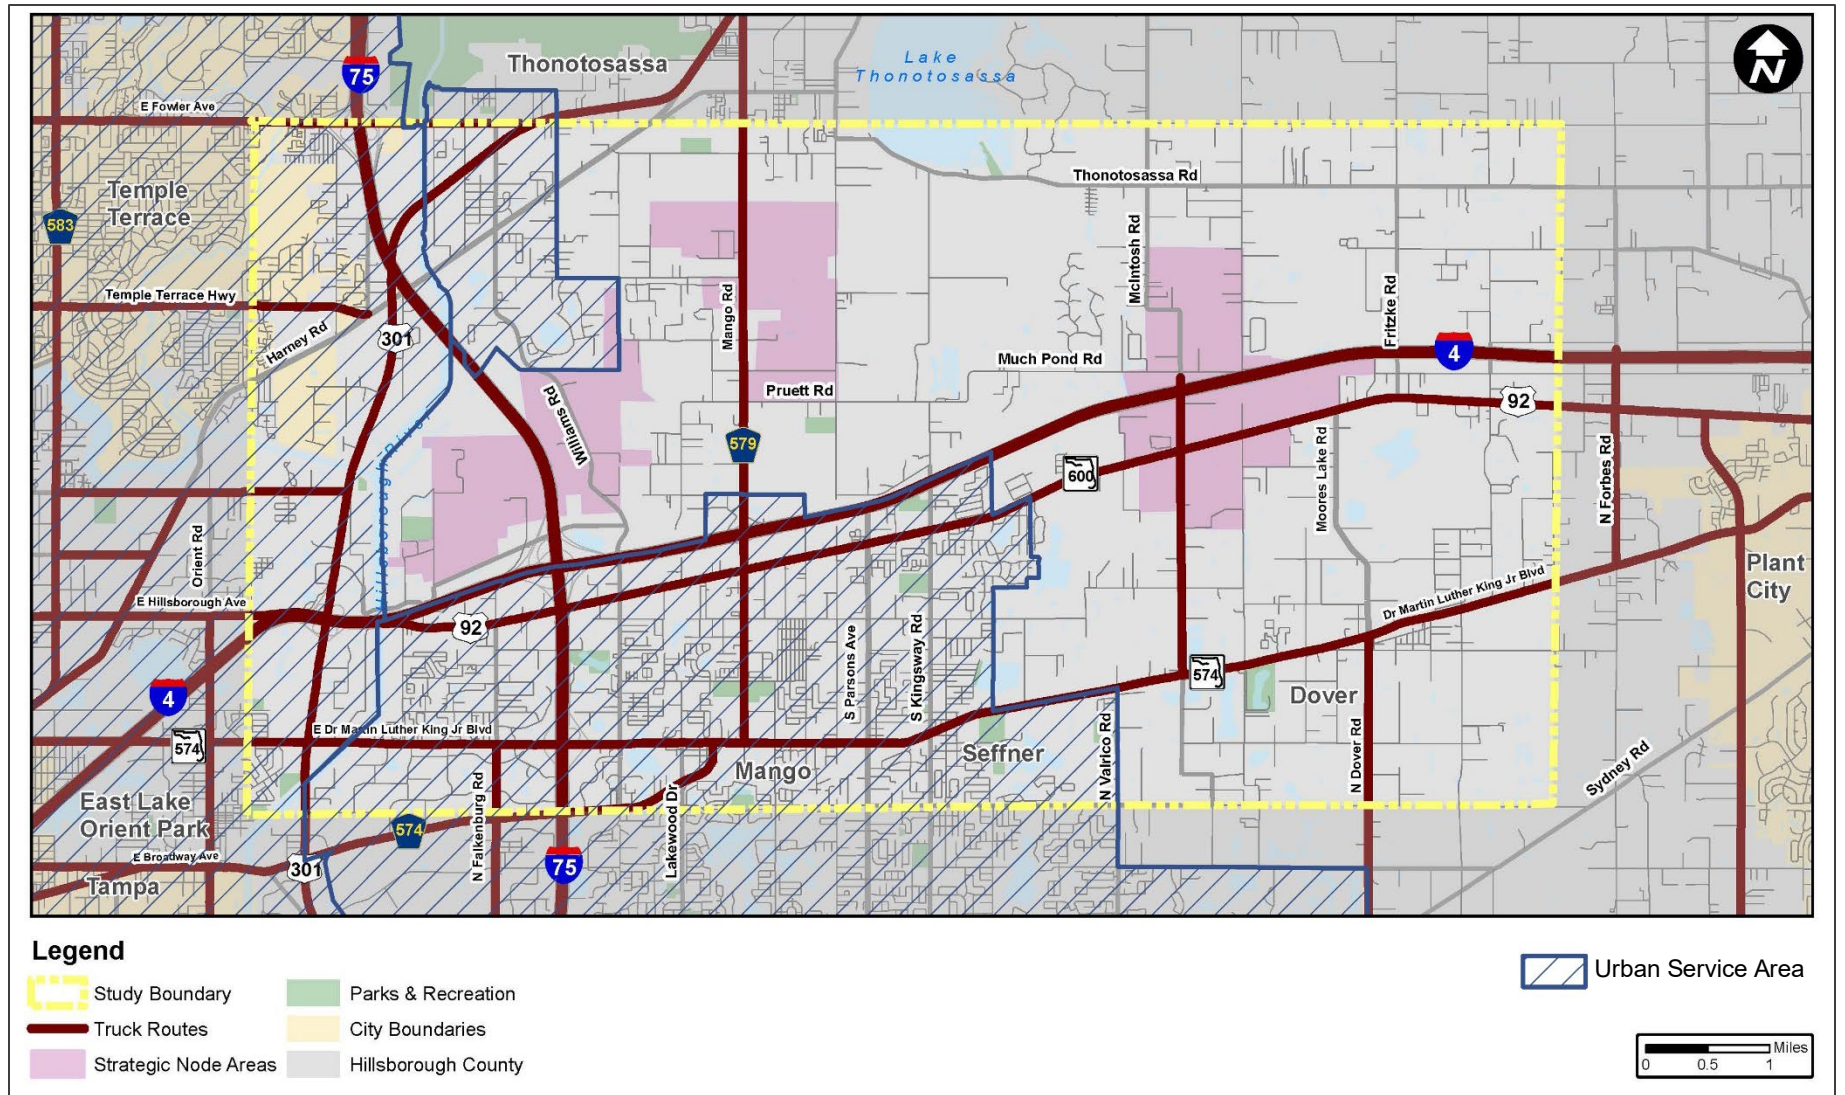 N
75
Thonotosassa
Lake
Thonotosassa
E Fowler Ave
Temple
Terrace
Thonotosassa Rd
583
McIntosh Rd
Temple Terrace Hwy
Harney Rd
301
Mango Rd
Fritzke Rd
Much Pond Rd
4
Pruett Rd
Williams Rd
92
579
Hillsborough River
600
Moores Lake Rd
N Forbes Rd
Orient Rd
Plant
City
E Hillsborough Ave
92
Dr Martin Luther King Jr Blvd
S Parsons Ave
S Kingsway Rd
574
4
Dover
574
E Dr Martin Luther King Jr Blvd
Seffner
N Valrico Rd
N Dover Rd
Sydney Rd
Mango
N Falkenburg Rd
Lakewood Dr
East Lake
Orient Park
574
E Broadway Ave
301
75
Tampa
Legend
Study Boundary
Truck Routes
Strategic Node Areas
Parks & Recreation
City Boundaries
Hillsborough County
Urban Service Area
Miles
0 0.5 1